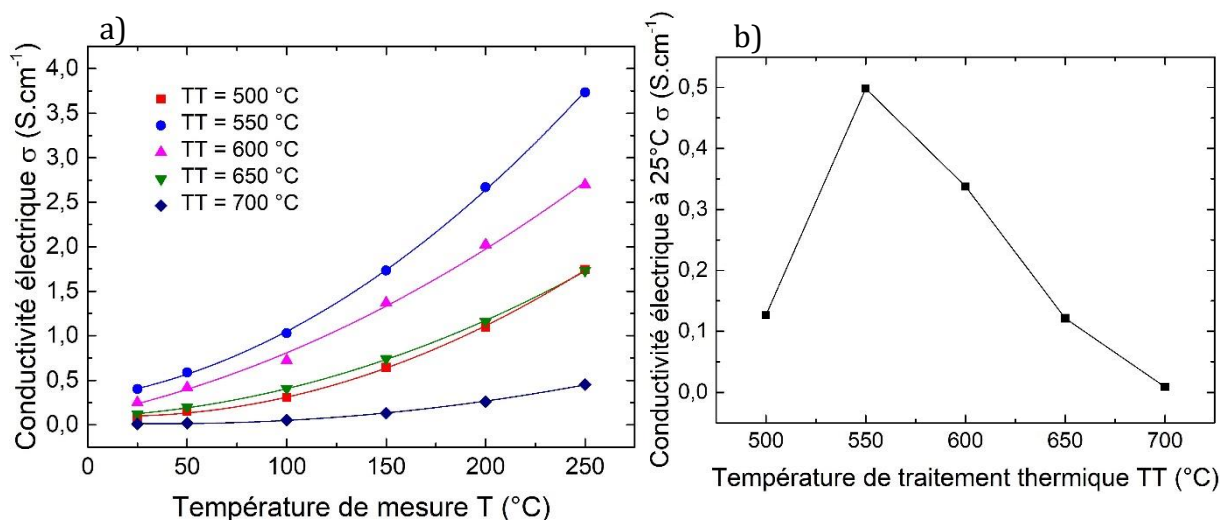 a)
Conductivité électrique σ (S.cm⁻¹)
4,0
3,5
3,0
2,5
2,0
1,5
1,0
0,5
0,0
TT = 500 °C
TT = 550 °C
TT = 600 °C
TT = 650 °C
TT = 700 °C
0 50 100 150 200 250
Température de mesure T (°C)
b)
Conductivité électrique à 25°C σ (S.cm⁻¹)
0,5
0,4
0,3
0,2
0,1
0,0
500 550 600 650 700
Température de traitement thermique TT (°C)